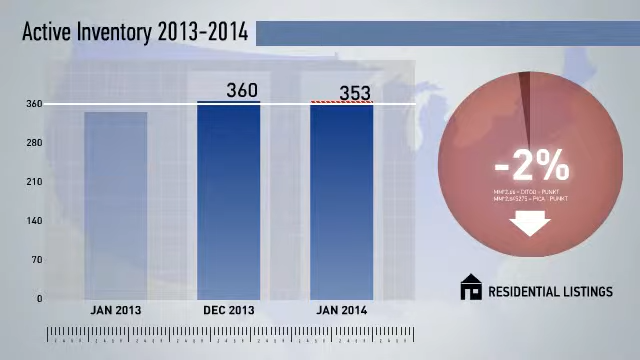 Active Inventory 2013-2014
360
353
360
280
210
140
70
0
JAN 2013
DEC 2013
JAN 2014
-2%
RESIDENTIAL LISTINGS